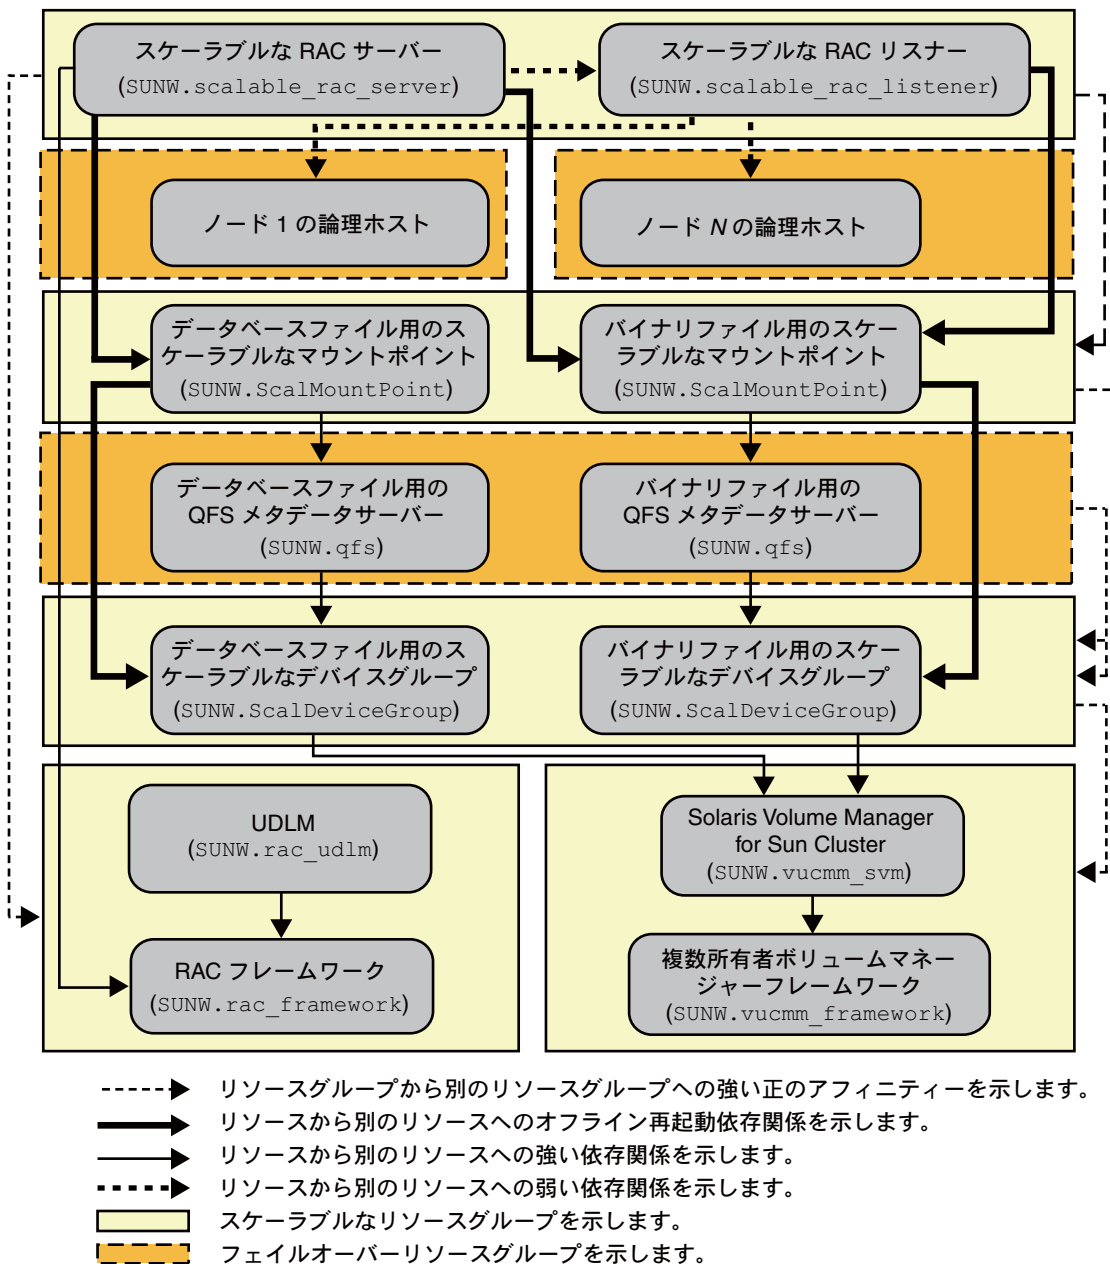 スケーラブルな RAC サーバー
(SUNW.scalable_rac_server)
スケーラブルな RAC リスナー
(SUNW.scalable_rac_listener)
ノード 1 の論理ホスト
ノード N の論理ホスト
データベースファイル用のス
ケーラブルなマウントポイント
(SUNW.ScalMountPoint)
バイナリファイル用のスケー
ラブルなマウントポイント
(SUNW.ScalMountPoint)
データベースファイル用の
QFS メタデータサーバー
(SUNW.qfs)
バイナリファイル用の
QFS メタデータサーバー
(SUNW.qfs)
データベースファイル用のス
ケーラブルなデバイスグループ
(SUNW.ScalDeviceGroup)
バイナリファイル用のスケー
ラブルなデバイスグループ
(SUNW.ScalDeviceGroup)
UDLM
(SUNW.rac_udlm)
RAC フレームワーク
(SUNW.rac_framework)
Solaris Volume Manager
for Sun Cluster
(SUNW.vucmm_svm)
複数所有者ボリュームマネー
ジャーフレームワーク
(SUNW.vucmm_framework)
リソースグループから別のリソースグループへの強い正のアフィニティーを示します。
リソースから別のリソースへのオフライン再起動依存関係を示します。
リソースから別のリソースへの強い依存関係を示します。
リソースから別のリソースへの弱い依存関係を示します。
スケーラブルなリソースグループを示します。
フェイルオーバーリソースグループを示します。